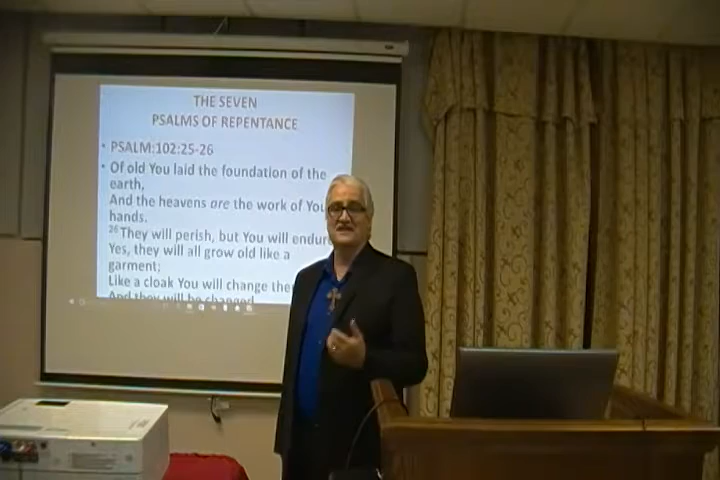 THE SEVEN
PSALMS OF REPENTANCE
• PSALM:102:25-26
• Of old You laid the foundation of the
earth,
And the heavens are the work of You
hands.
26They will perish, but You will endur
Yes, they will all grow old like a
garment;
Like a cloak You will change the
And they will be changed